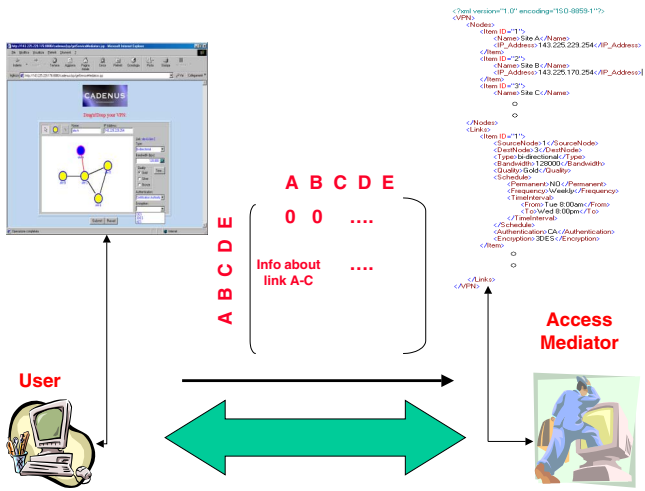 CADENUS
Drag&Drop your VPN
A B C D E
0 0 ....
Info about ....
link A-C
A B C D E
User
Access
Mediator
<?xml version="1.0" encoding="ISO-8859-1"?>
<VPN>
<Nodes>
<Item ID="1">
<Name>Site A</Name>
<IP_Address>143.225.229.254</IP_Address>
</Item>
<Item ID="2">
<Name>Site B</Name>
<IP_Address>143.225.170.254</IP_Address>
</Item>
<Item ID="3">
<Name>Site C</Name>
</Nodes>
<Links>
<Item ID="1">
<SourceNode>1</SourceNode>
<DestNode>3</DestNode>
<Type>bi-directional</Type>
<Bandwidth>128000</Bandwidth>
<Quality>Gold</Quality>
<Schedule>
<Permanent>NO</Permanent>
<Frequency>Weekly</Frequency>
<TimeInterval>
<From>Tue 8:00am</From>
<To>Wed 8:00pm</To>
</TimeInterval>
</Schedule>
<Authentication>CA</Authentication>
<Encryption>3DES</Encryption>
</Item>
</Links>
</VPN>